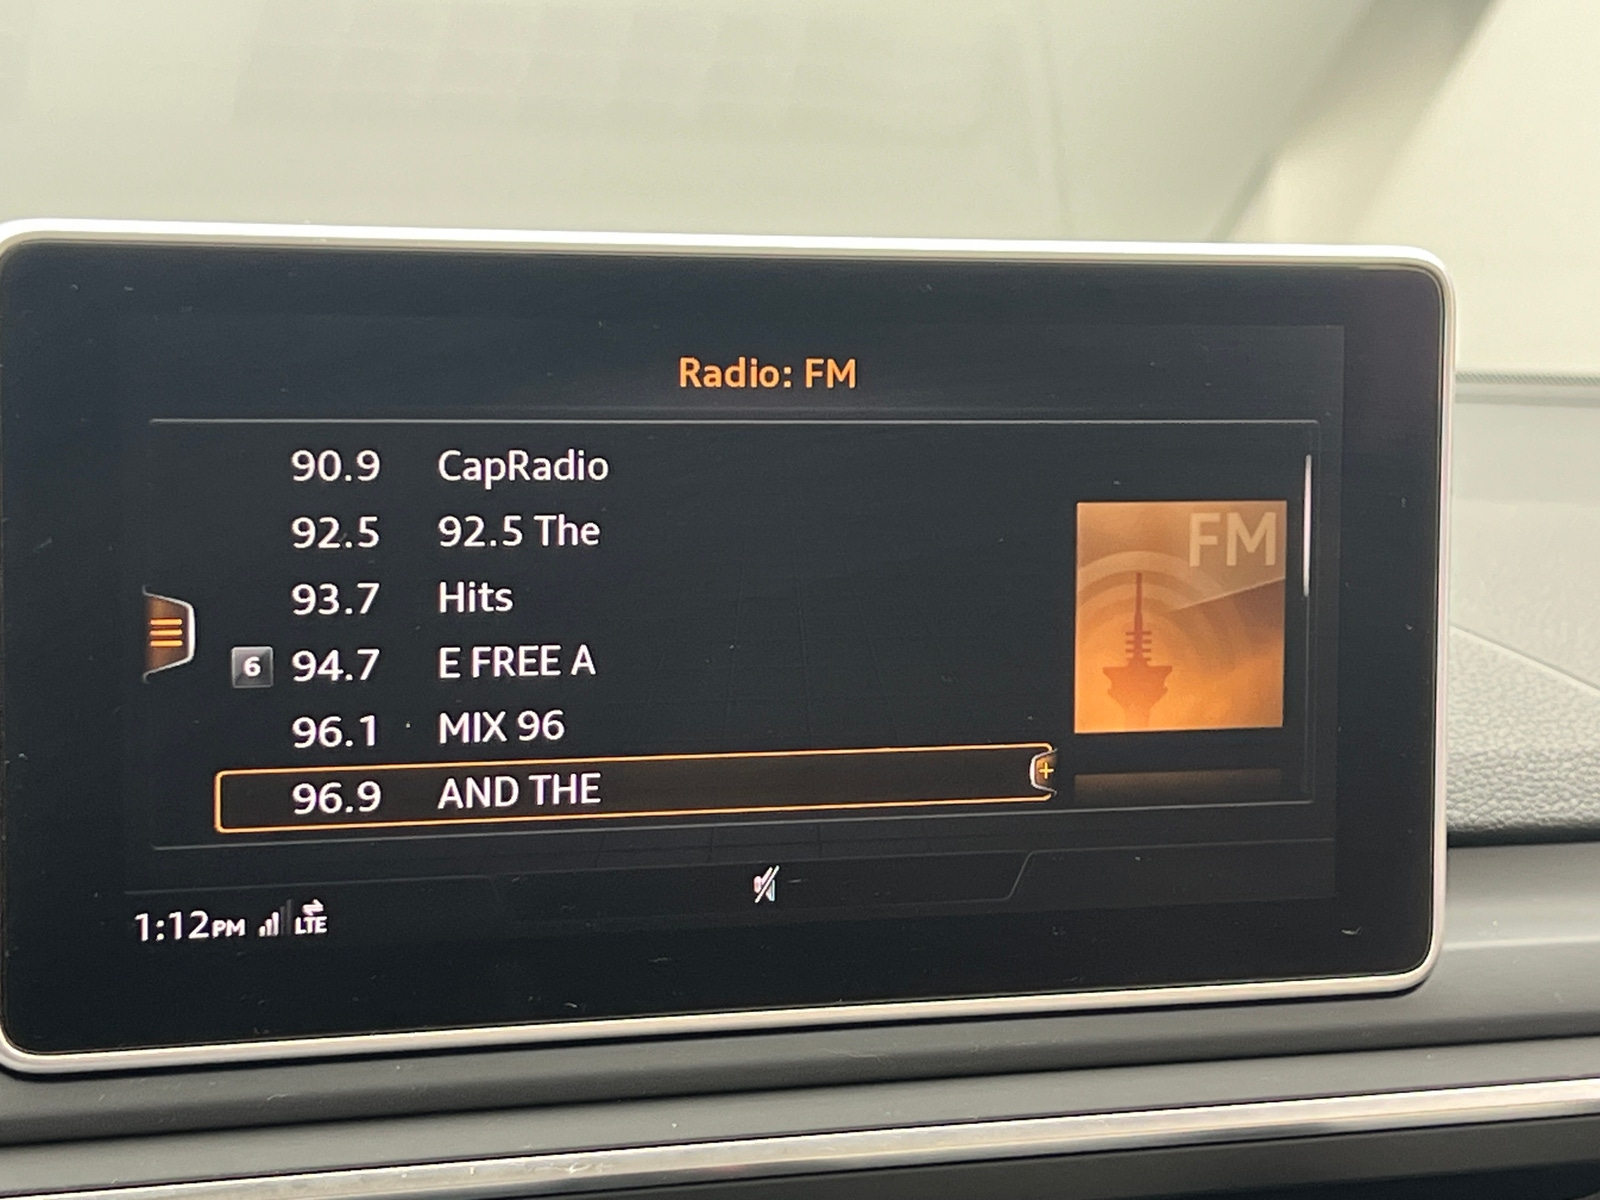 Radio: FM
90.9 CapRadio
92.5 92.5 The
93.7 Hits
6 94.7 E FREE A
96.1 MIX 96
96.9 AND THE
FM
1:12PM LTE